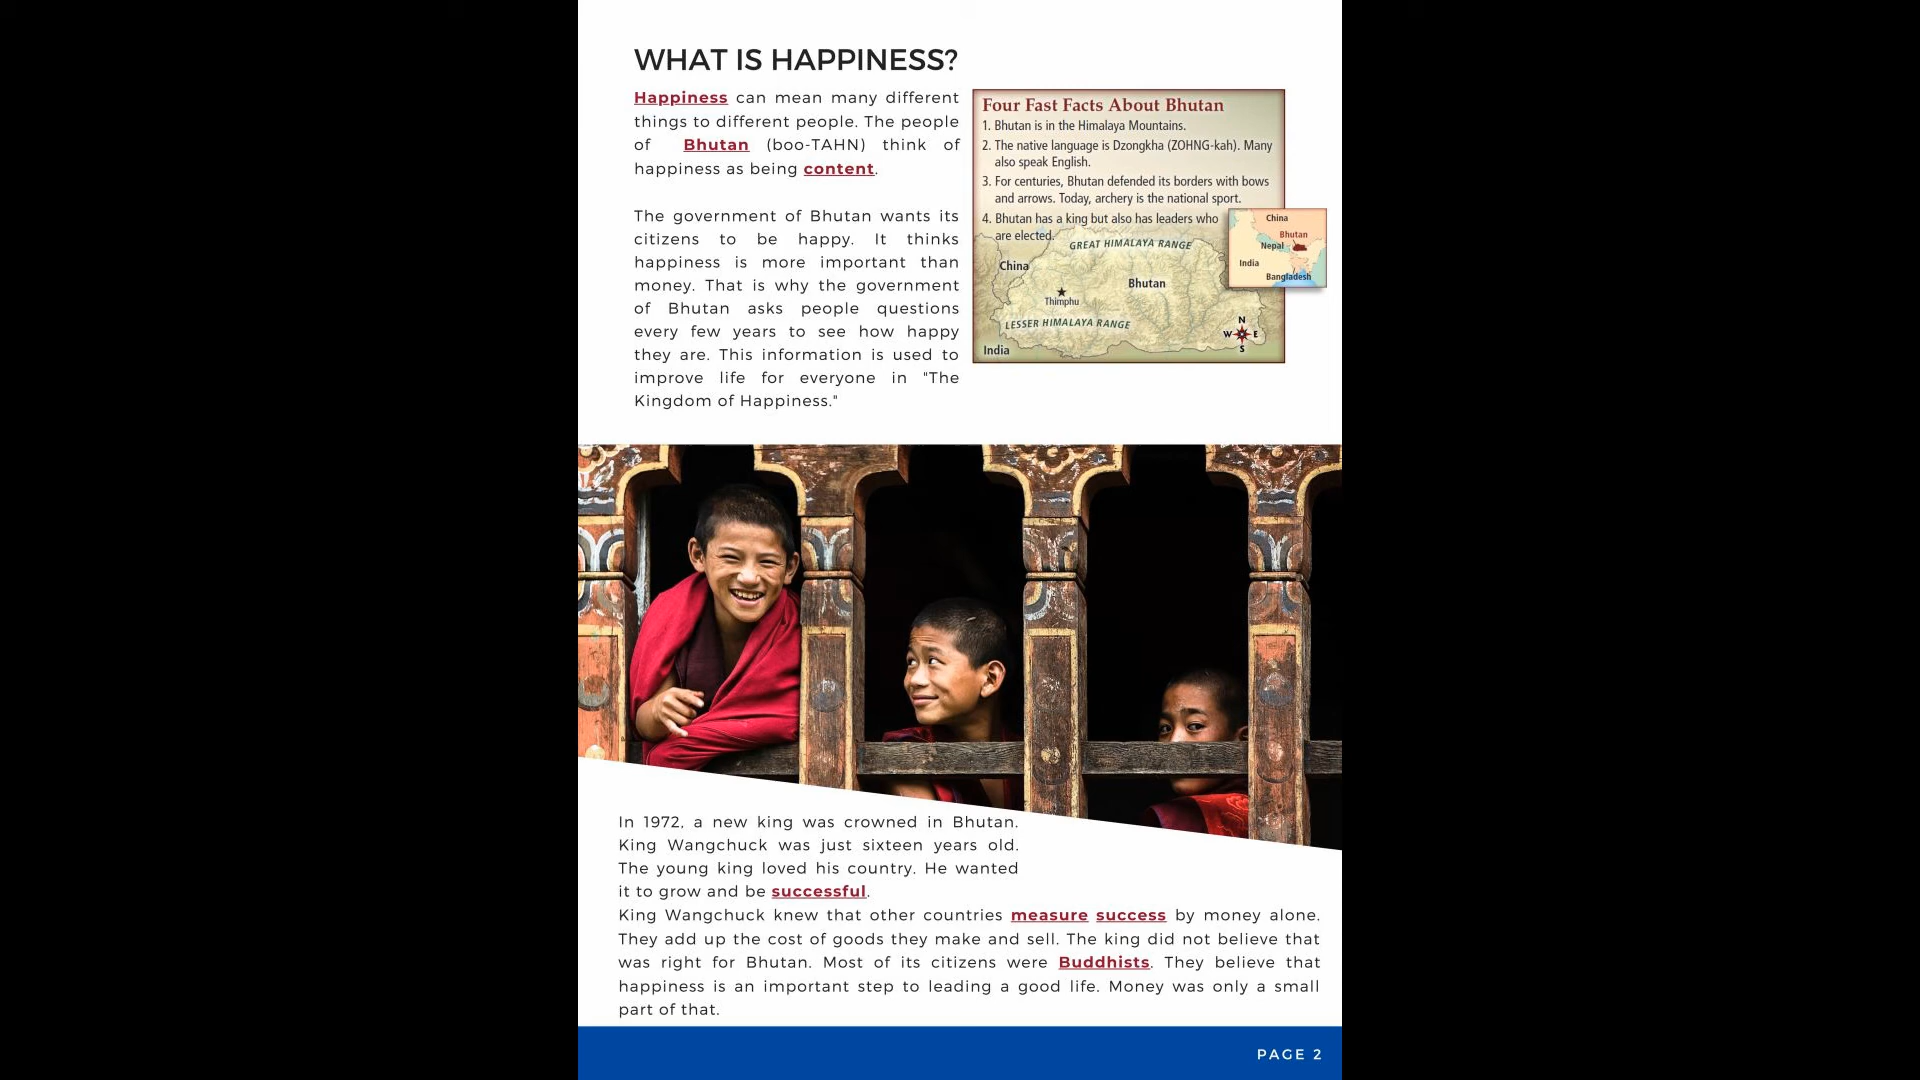 WHAT IS HAPPINESS?
Happiness can mean many different
things to different people. The people
of Bhutan (boo-TAHN) think of
happiness as being content.
The government of Bhutan wants its
citizens to be happy. It thinks
happiness is more important than
money. That is why the government
of Bhutan asks people questions
every few years to see how happy
they are. This information is used to
improve life for everyone in "The
Kingdom of Happiness."
Four Fast Facts About Bhutan
1. Bhutan is in the Himalaya Mountains.
2. The native language is Dzongkha (ZOHNG-kah). Many
also speak English.
3. For centuries, Bhutan defended its borders with bows
and arrows. Today, archery is the national sport.
4. Bhutan has a king but also has leaders who
are elected.
GREAT HIMALAYA RANGE
China
Bhutan
Thimphu
LESSER HIMALAYA RANGE
India
N
W E
S
China
Bhutan
Nepal
India
Bangladesh
In 1972, a new king was crowned in Bhutan.
King Wangchuck was just sixteen years old.
The young king loved his country. He wanted
it to grow and be successful.
King Wangchuck knew that other countries measure success by money alone.
They add up the cost of goods they make and sell. The king did not believe that
was right for Bhutan. Most of its citizens were Buddhists. They believe that
happiness is an important step to leading a good life. Money was only a small
part of that.
PAGE 2